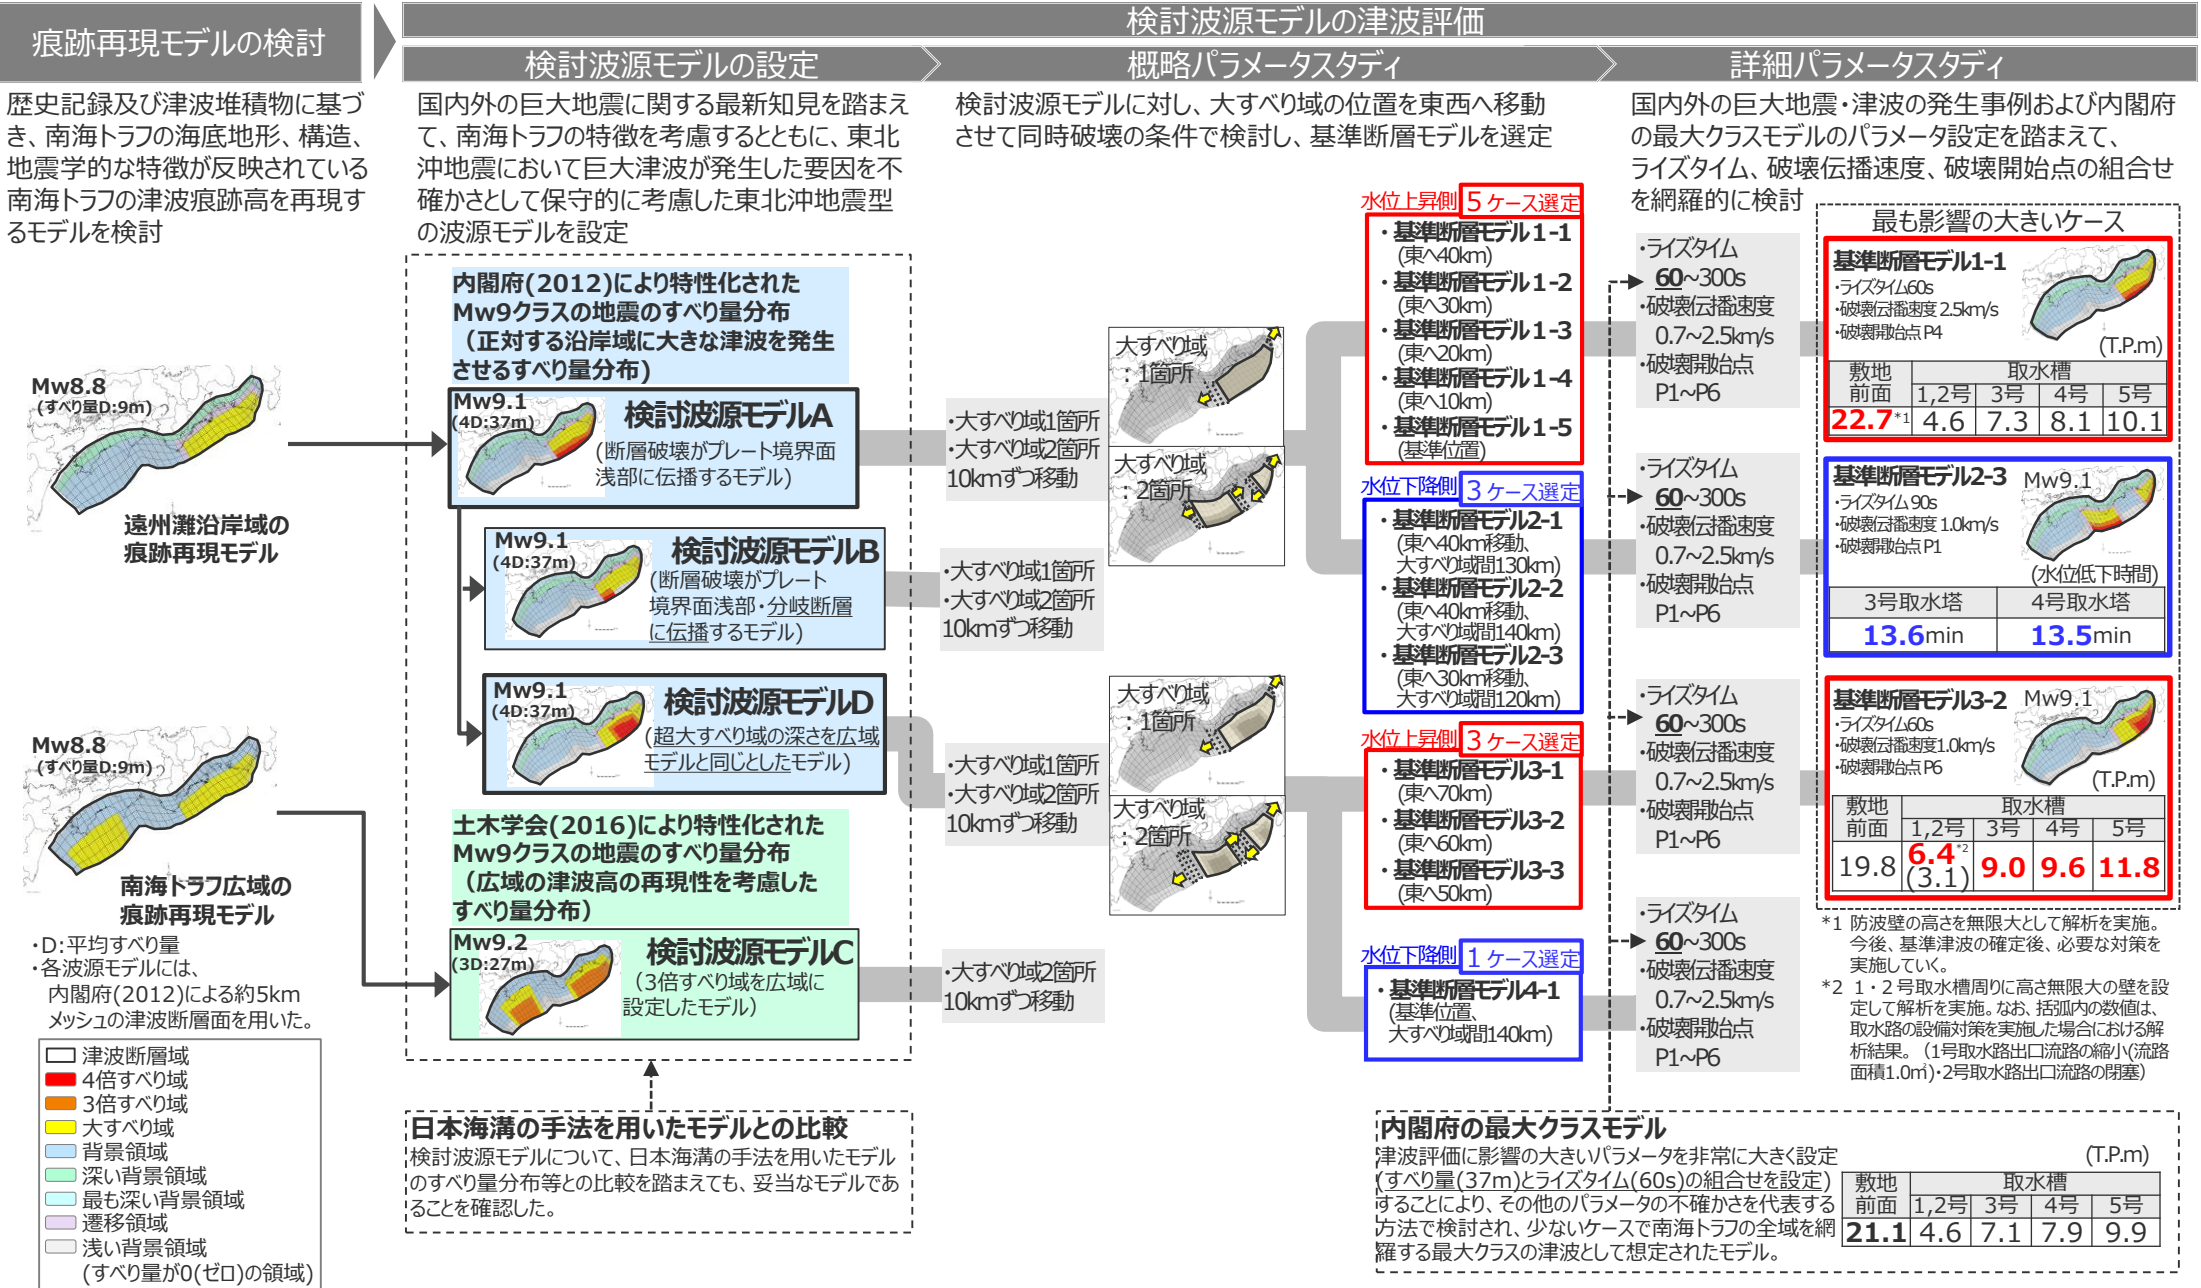 痕跡再現モデルの検討
検討波源モデルの津波評価
検討波源モデルの設定
概略パラメータスタディ
詳細パラメータスタディ
歴史記録及び津波堆積物に基づ
き、南海トラフの海底地形、構造、
地震学的な特徴が反映されている
南海トラフの津波痕跡高を再現す
るモデルを検討
Mw8.8
(すべり量D:9m)
遠州灘沿岸域の
痕跡再現モデル
Mw8.8
(すべり量D:9m)
南海トラフ広域の
痕跡再現モデル
・D:平均すべり量
・各波源モデルには、
内閣府(2012)による約5km
メッシュの津波断層面を用いた。
津波断層域
4倍すべり域
3倍すべり域
大すべり域
背景領域
深い背景領域
最も深い背景領域
遷移領域
浅い背景領域
(すべり量が0(ゼロ)の領域)
国内外の巨大地震に関する最新知見を踏まえ
て、南海トラフの特徴を考慮するとともに、東北
沖地震において巨大津波が発生した要因を不
確かさとして保守的に考慮した東北沖地震型
の波源モデルを設定
内閣府(2012)により特性化された
Mw9クラスの地震のすべり量分布
(正対する沿岸域に大きな津波を発生
させるすべり量分布)
Mw9.1
(4D:37m)
検討波源モデルA
(断層破壊がプレート境界面
浅部に伝播するモデル)
Mw9.1
(4D:37m)
検討波源モデルB
(断層破壊がプレート
境界面浅部・分岐断層
に伝播するモデル)
Mw9.1
(4D:37m)
検討波源モデルD
(超大すべり域の深さを広域
モデルと同じとしたモデル)
土木学会(2016)により特性化された
Mw9クラスの地震のすべり量分布
(広域の津波高の再現性を考慮した
すべり量分布)
Mw9.2
(3D:27m)
検討波源モデルC
(3倍すべり域を広域に
設定したモデル)
日本海溝の手法を用いたモデルとの比較
検討波源モデルについて、日本海溝の手法を用いたモデル
のすべり量分布等との比較を踏まえても、妥当なモデルであ
ることを確認した。
検討波源モデルに対し、大すべり域の位置を東西へ移動
させて同時破壊の条件で検討し、基準断層モデルを選定
・大すべり域1箇所
・大すべり域2箇所
10kmずつ移動
・大すべり域1箇所
・大すべり域2箇所
10kmずつ移動
・大すべり域1箇所
・大すべり域2箇所
10kmずつ移動
・大すべり域2箇所
10kmずつ移動
大すべり域
:1箇所
大すべり域
:2箇所
大すべり域
:1箇所
大すべり域
:2箇所
水位上昇側 5ケース選定
・基準断層モデル1-1
(東へ40km)
・基準断層モデル1-2
(東へ30km)
・基準断層モデル1-3
(東へ20km)
・基準断層モデル1-4
(東へ10km)
・基準断層モデル1-5
(基準位置)
水位下降側 3ケース選定
・基準断層モデル2-1
(東へ40km移動、
大すべり域間130km)
・基準断層モデル2-2
(東へ40km移動、
大すべり域間140km)
・基準断層モデル2-3
(東へ30km移動、
大すべり域間120km)
水位上昇側 3ケース選定
・基準断層モデル3-1
(東へ70km)
・基準断層モデル3-2
(東へ60km)
・基準断層モデル3-3
(東へ50km)
水位下降側 1ケース選定
・基準断層モデル4-1
(基準位置、
大すべり域間140km)
国内外の巨大地震・津波の発生事例および内閣府
の最大クラスモデルのパラメータ設定を踏まえて、
ライズタイム、破壊伝播速度、破壊開始点の組合せ
を網羅的に検討
・ライズタイム
60~300s
・破壊伝播速度
0.7~2.5km/s
・破壊開始点
P1~P6
・ライズタイム
60~300s
・破壊伝播速度
0.7~2.5km/s
・破壊開始点
P1~P6
・ライズタイム
60~300s
・破壊伝播速度
0.7~2.5km/s
・破壊開始点
P1~P6
・ライズタイム
60~300s
・破壊伝播速度
0.7~2.5km/s
・破壊開始点
P1~P6
最も影響の大きいケース
基準断層モデル1-1
・ライズタイム60s
・破壊伝播速度 2.5km/s
・破壊開始点 P4
(T.P.m)
敷地前面 取水槽
1,2号 3号 4号 5号
22.7*1 4.6 7.3 8.1 10.1
基準断層モデル2-3 Mw9.1
・ライズタイム 90s
・破壊伝播速度 1.0km/s
・破壊開始点 P1
(水位低下時間)
3号取水塔 4号取水塔
13.6min 13.5min
基準断層モデル3-2 Mw9.1
・ライズタイム60s
・破壊伝播速度1.0km/s
・破壊開始点 P6
(T.P.m)
敷地前面 取水槽
1,2号 3号 4号 5号
19.8 6.4*2 (3.1) 9.0 9.6 11.8
*1 防波壁の高さを無限大として解析を実施。
今後、基準津波の確定後、必要な対策を
実施していく。
*2 1・2号取水槽周りに高さ無限大の壁を設
定して解析を実施。なお、括弧内の数値は、
取水路の設備対策を実施した場合における解
析結果。(1号取水路出口流路の縮小(流路
面積1.0㎡)・2号取水路出口流路の閉塞)
内閣府の最大クラスモデル
津波評価に影響の大きいパラメータを非常に大きく設定
(すべり量(37m)とライズタイム(60s)の組合せを設定)
することにより、その他のパラメータの不確かさを代表する
方法で検討され、少ないケースで南海トラフの全域を網
羅する最大クラスの津波として想定されたモデル。
(T.P.m)
敷地前面 取水槽
1,2号 3号 4号 5号
21.1 4.6 7.1 7.9 9.9